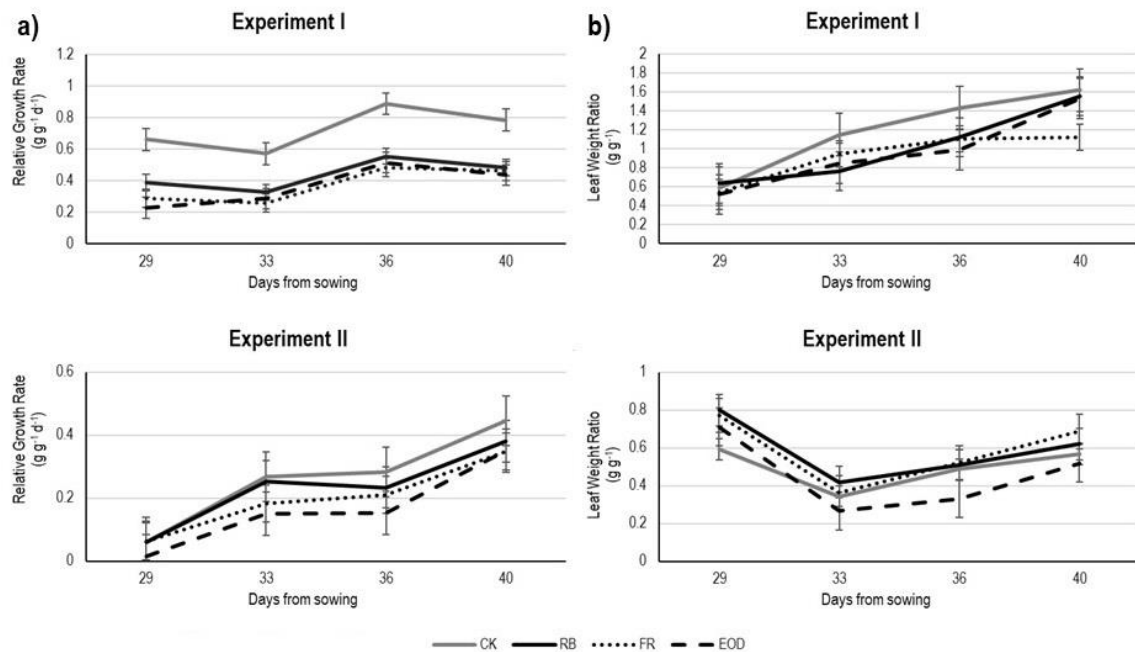 a)
Experiment I
Relative Growth Rate
(g g⁻¹ d⁻¹)
1.2
1
0.8
0.6
0.4
0.2
0
29 33 36 40
Days from sowing
b)
Experiment I
Leaf Weight Ratio
(g g⁻¹)
2
1.8
1.6
1.4
1.2
1
0.8
0.6
0.4
0.2
0
29 33 36 40
Days from sowing
Experiment II
Relative Growth Rate
(g g⁻¹ d⁻¹)
0.6
0.4
0.2
0
29 33 36 40
Days from sowing
Experiment II
Leaf Weight Ratio
(g g⁻¹)
1
0.8
0.6
0.4
0.2
0
29 33 36 40
Days from sowing
CK RB FR EOD